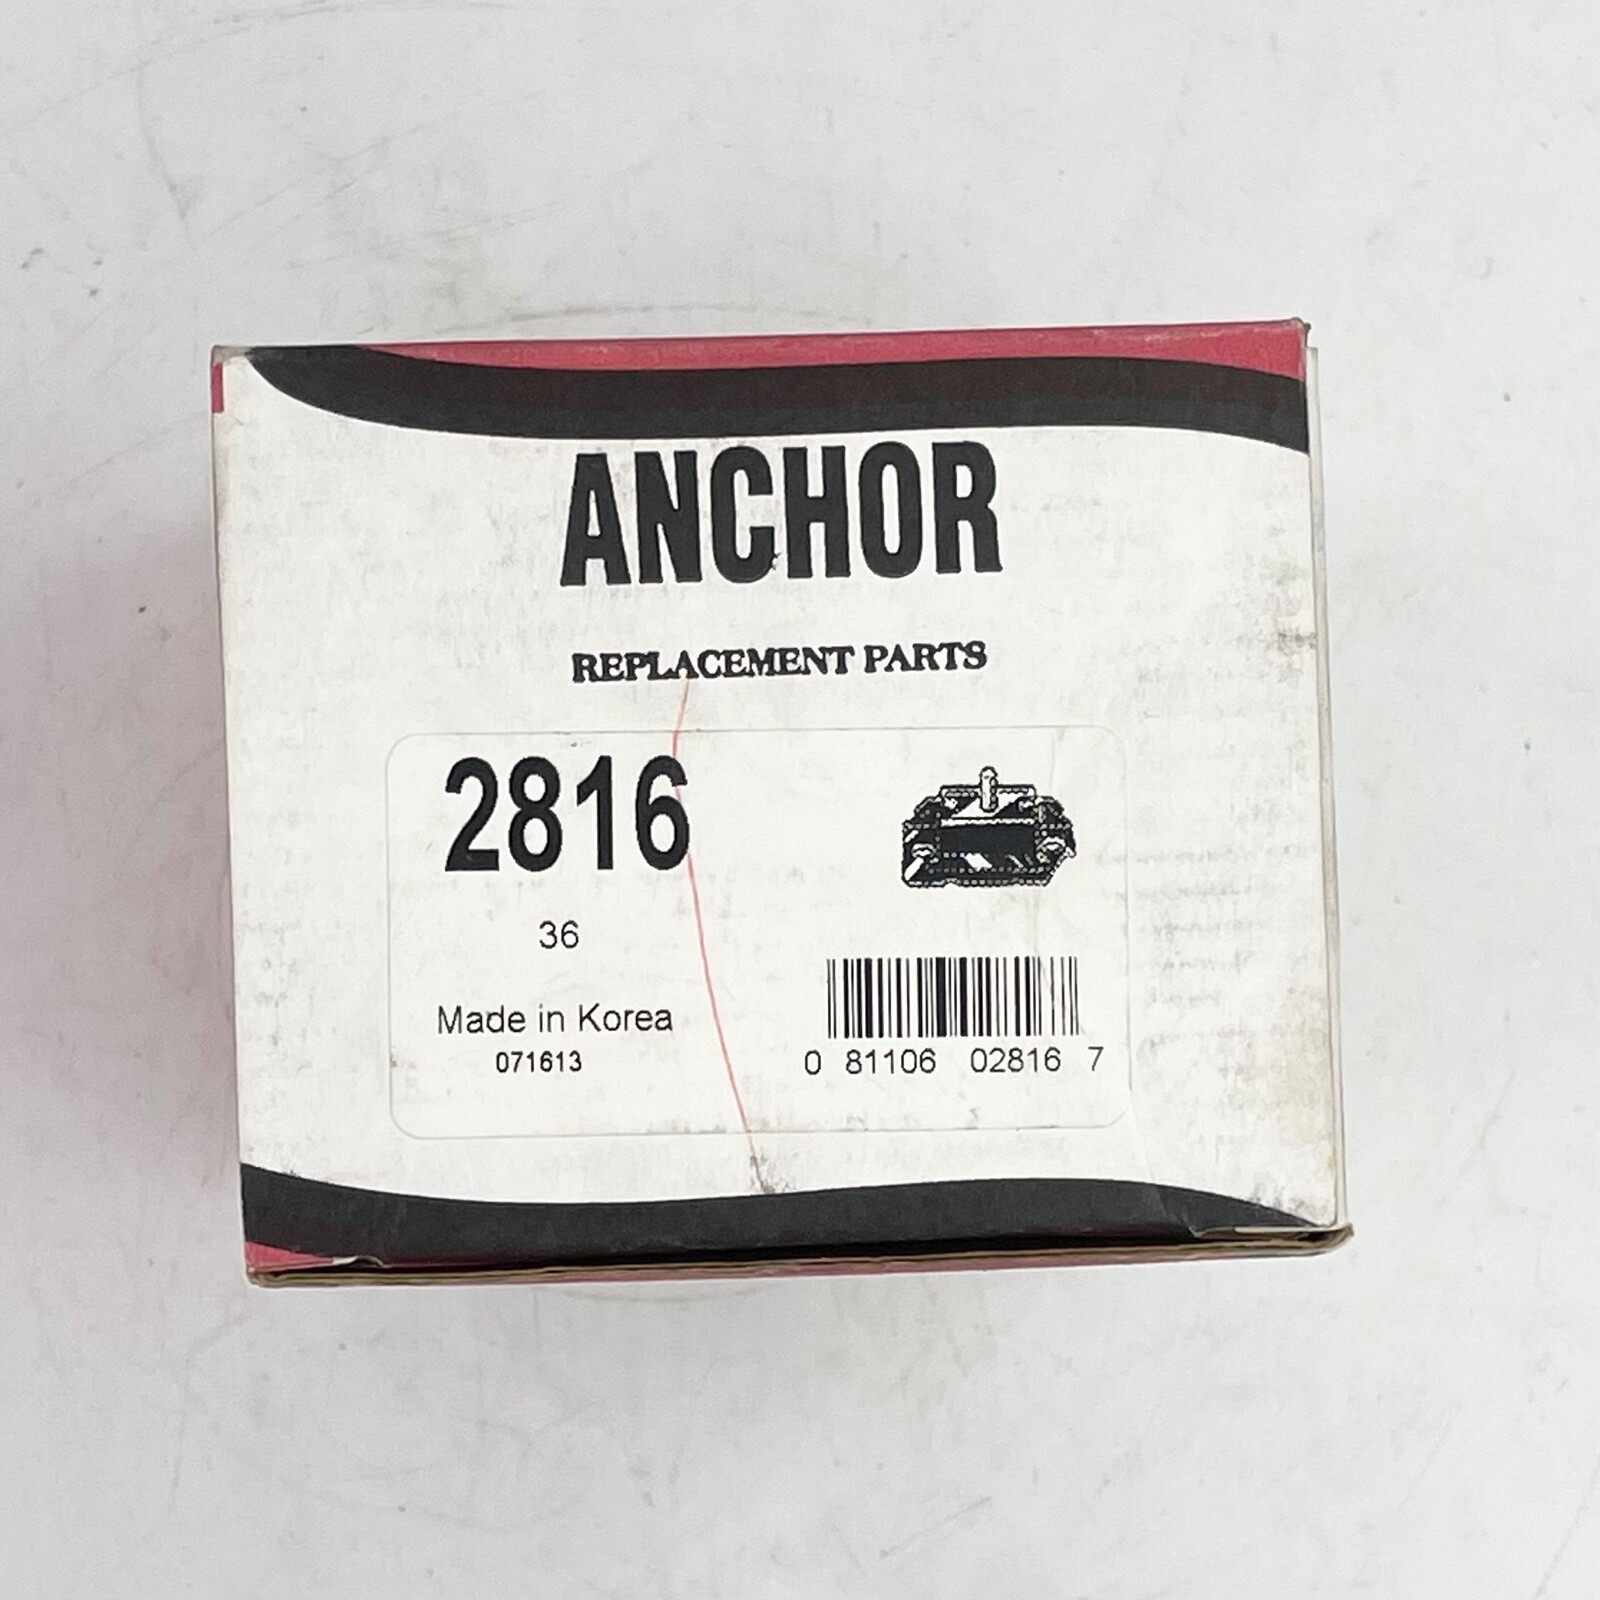 ANCHOR
REPLACEMENT PARTS
2816
36
Made in Korea
071613
0 81106 02816 7